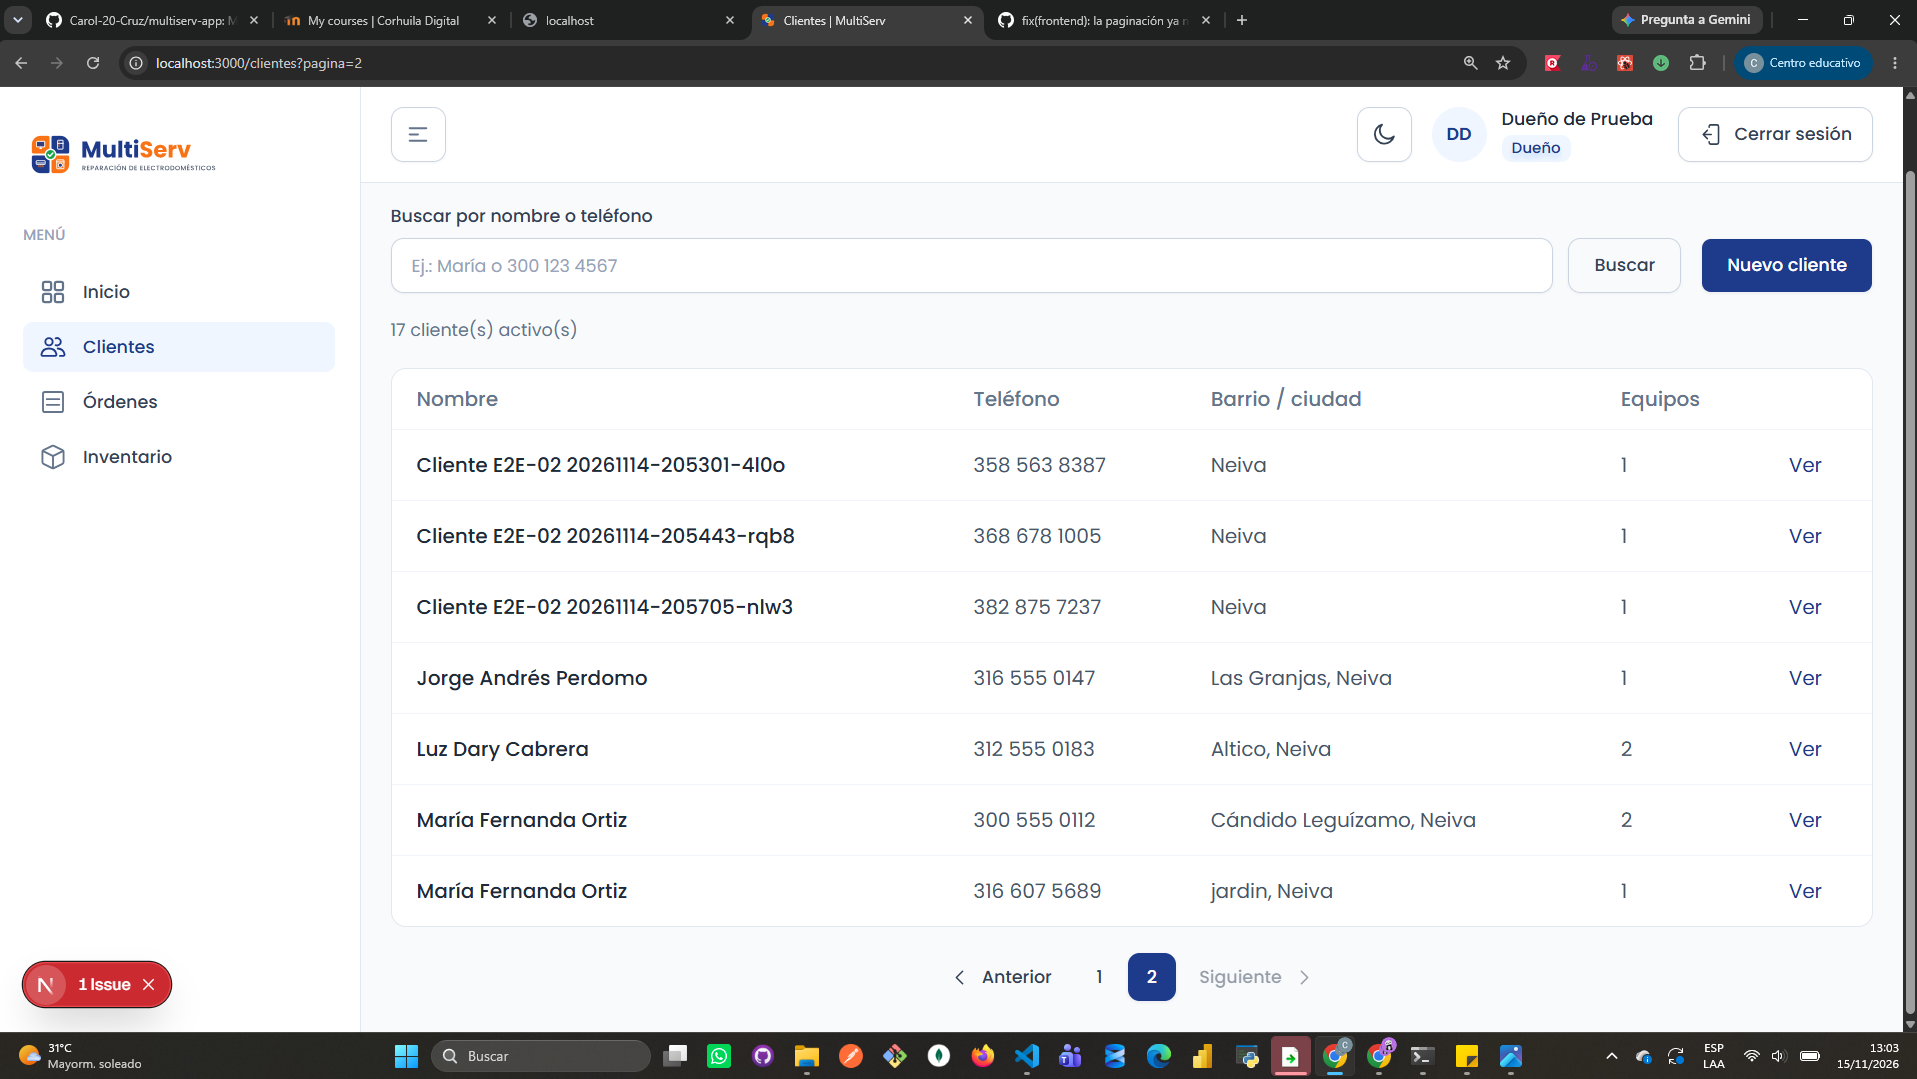 Carol-20-Cruz/multiserv-app: M
My courses | Corhuila Digital
localhost
Clientes | MultiServ
fix(frontend): la paginación ya n
Pregunta a Gemini
localhost:3000/clientes?pagina=2
C Centro educativo
MultiServ
REPARACIÓN DE ELECTRODOMÉSTICOS
MENÚ
Inicio
Clientes
Órdenes
Inventario
DD
Dueño de Prueba
Dueño
Cerrar sesión
Buscar por nombre o teléfono
Ej.: María o 300 123 4567
Buscar
Nuevo cliente
17 cliente(s) activo(s)
Nombre Teléfono Barrio / ciudad Equipos
Cliente E2E-02 20261114-205301-4l0o 358 563 8387 Neiva 1 Ver
Cliente E2E-02 20261114-205443-rqb8 368 678 1005 Neiva 1 Ver
Cliente E2E-02 20261114-205705-nlw3 382 875 7237 Neiva 1 Ver
Jorge Andrés Perdomo 316 555 0147 Las Granjas, Neiva 1 Ver
Luz Dary Cabrera 312 555 0183 Altico, Neiva 2 Ver
María Fernanda Ortiz 300 555 0112 Cándido Leguízamo, Neiva 2 Ver
María Fernanda Ortiz 316 607 5689 jardin, Neiva 1 Ver
Anterior 1 2 Siguiente
N 1 Issue
31°C
Mayorm. soleado
Buscar
ESP
LAA
13:03
15/11/2026